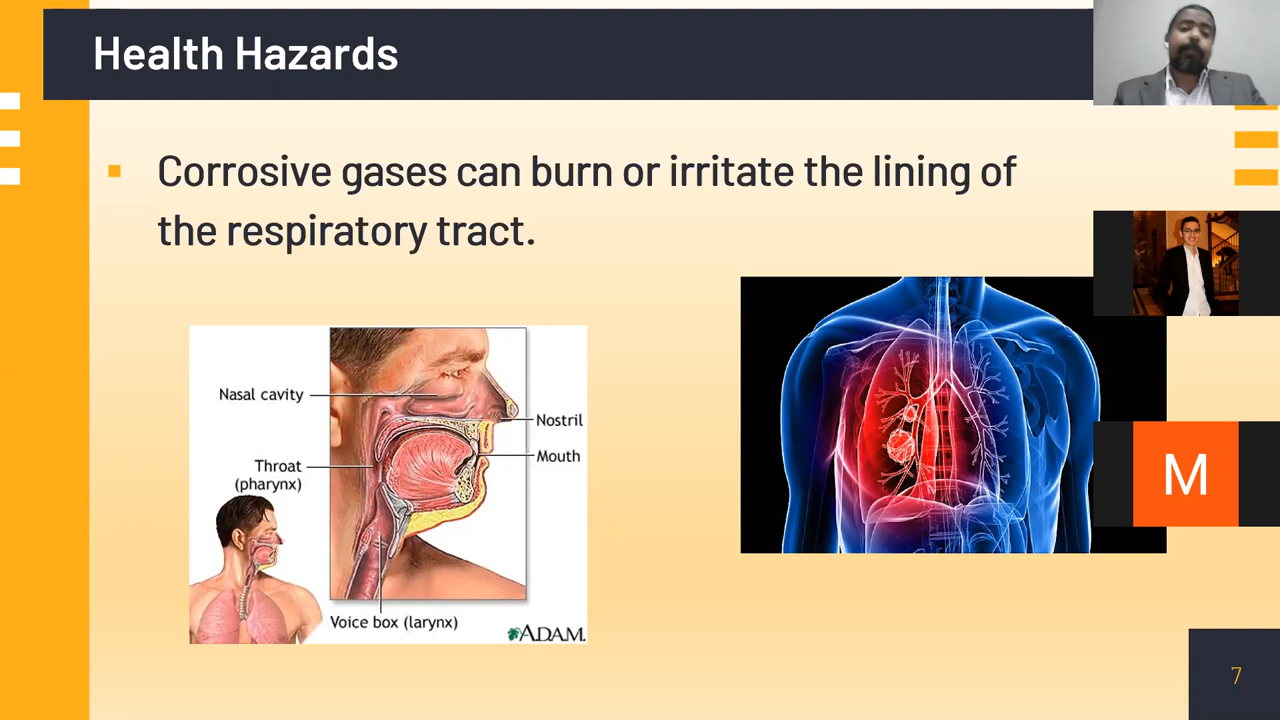 Health Hazards
Corrosive gases can burn or irritate the lining of
the respiratory tract.
Nasal cavity
Nostril
Mouth
Throat
(pharynx)
Voice box (larynx)
ADAM.
M
7